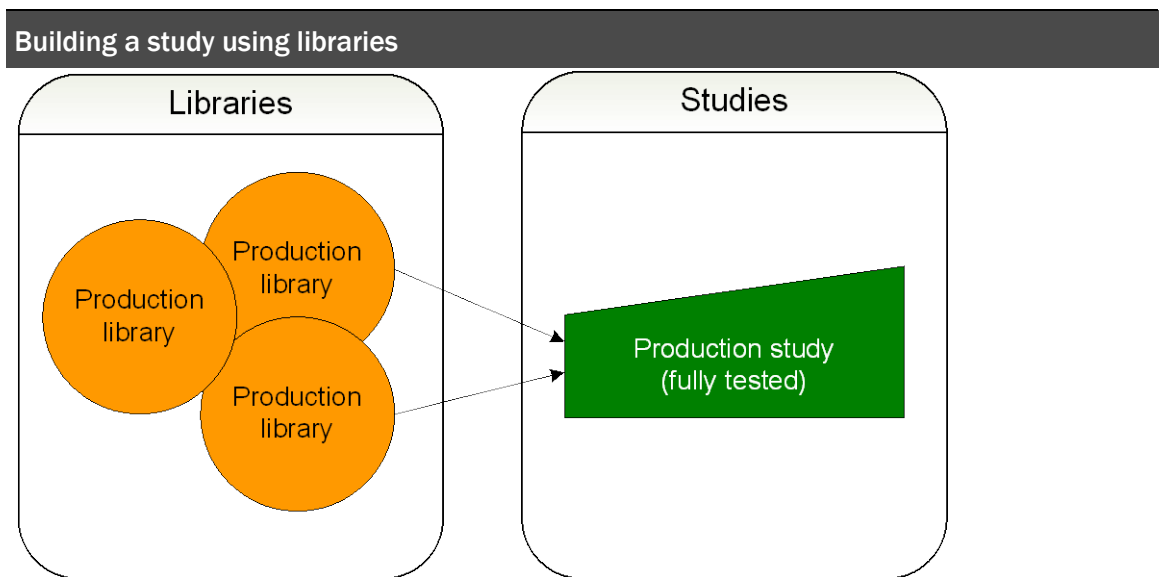 Building a study using libraries
Libraries
Studies
Production
library
Production
library
Production
library
Production study
(fully tested)